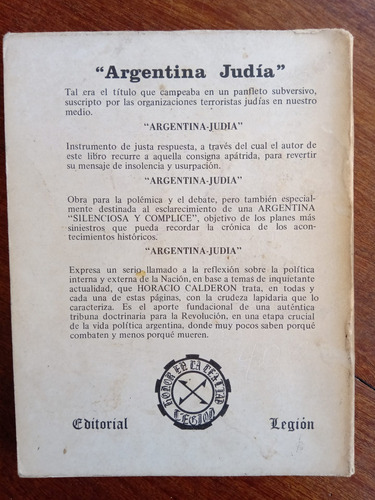 “Argentina Judía”
Tal era el título que campeaba en un panfleto subversivo,
suscripto por las organizaciones terroristas judías en nuestro
medio.
“ARGENTINA-JUDIA”
Instrumento de justa respuesta, a través del cual el autor de
este libro recurre a aquella consigna apátrida, para revertir
su mensaje de insolencia y usurpación.
“ARGENTINA-JUDIA”
Obra para la polémica y el debate, pero también especial-
mente destinada al esclarecimiento de una ARGENTINA
“SILENCIOSA Y COMPLICE”, objetivo de los planes más
siniestros que pueda recordar la crónica de los acon-
tecimientos históricos.
“ARGENTINA-JUDIA”
Expresa un serio llamado a la reflexión sobre la política
interna y externa de la Nación, en base a temas de inquietante
actualidad, que HORACIO CALDERON trata, en todas y
cada una de estas páginas, con la crudeza lapidaria que lo
caracteriza. Es el aporte fundacional de una auténtica
tribuna doctrinaria para la Revolución, en una etapa crucial
de la vida política argentina, donde muy pocos saben porqué
combaten y menos porqué mueren.
HONOR EN LA LEALTAD
LEGION
Editorial Legión